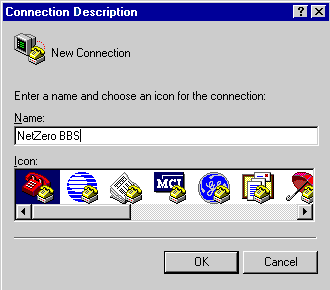 Connection Description
New Connection
Enter a name and choose an icon for the connection:
Name:
NetZero BBS
Icon:
MCI
OK
Cancel